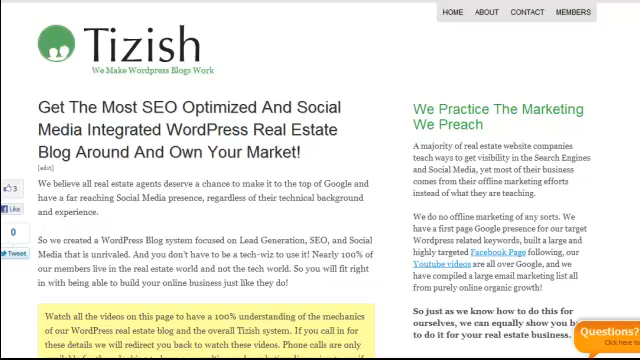 HOME ABOUT CONTACT MEMBERS
Tizish
We Make Wordpress Blogs Work
Get The Most SEO Optimized And Social
Media Integrated WordPress Real Estate
Blog Around And Own Your Market!
[edit]
We believe all real estate agents deserve a chance to make it to the top of Google and
have a far reaching Social Media presence, regardless of their technical background
and experience.
So we created a WordPress Blog system focused on Lead Generation, SEO, and Social
Media that is unrivaled. And you don't have to be a tech-wiz to use it! Nearly 100% of
our members live in the real estate world and not the tech world. So you will fit right
in with being able to build your online business just like they do!
Watch all the videos on this page to have a 100% understanding of the mechanics
of our WordPress real estate blog and the overall Tizish system. If you call in for
these details we will redirect you back to watch these videos. Phone calls are only
3
Like
0
Tweet
We Practice The Marketing
We Preach
A majority of real estate website companies
teach ways to get visibility in the Search Engines
and Social Media, yet most of their business
comes from their offline marketing efforts
instead of what they are teaching.
We do no offline marketing of any sorts. We
have a first page Google presence for our target
Wordpress related keywords, built a large and
highly targeted Facebook Page following, our
Youtube videos are all over Google, and we
have compiled a large email marketing list all
from purely online organic growth!
So just as we know how to do this for
ourselves, we can equally show you how
to do it for your real estate business.
Questions?
Click here to